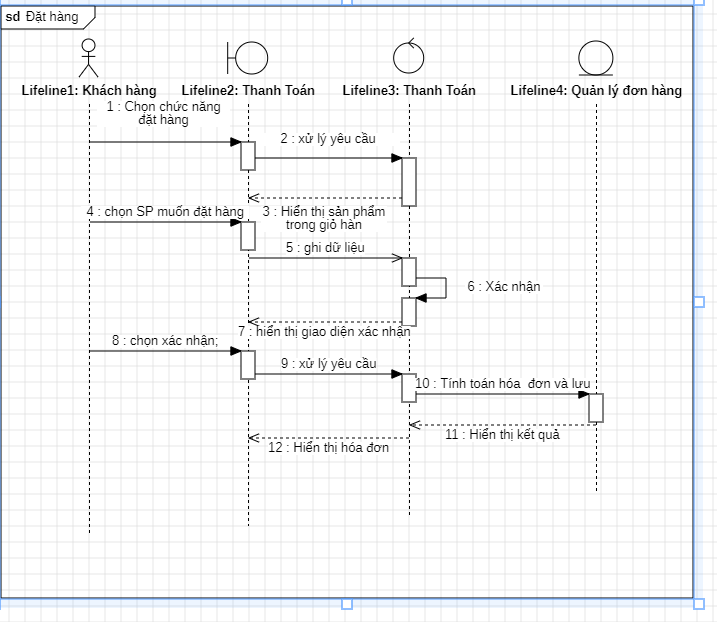 sd Đặt hàng
Lifeline1: Khách hàng
Lifeline2: Thanh Toán
Lifeline3: Thanh Toán
Lifeline4: Quản lý đơn hàng
1 : Chọn chức năng
đặt hàng
2 : xử lý yêu cầu
3 : Hiển thị sản phẩm
trong giỏ hàn
4 : chọn SP muốn đặt hàng
5 : ghi dữ liệu
6 : Xác nhận
7 : hiển thị giao diện xác nhận
8 : chọn xác nhận;
9 : xử lý yêu cầu
10 : Tính toán hóa  đơn và lưu
11 : Hiển thị kết quả
12 : Hiển thị hóa đơn